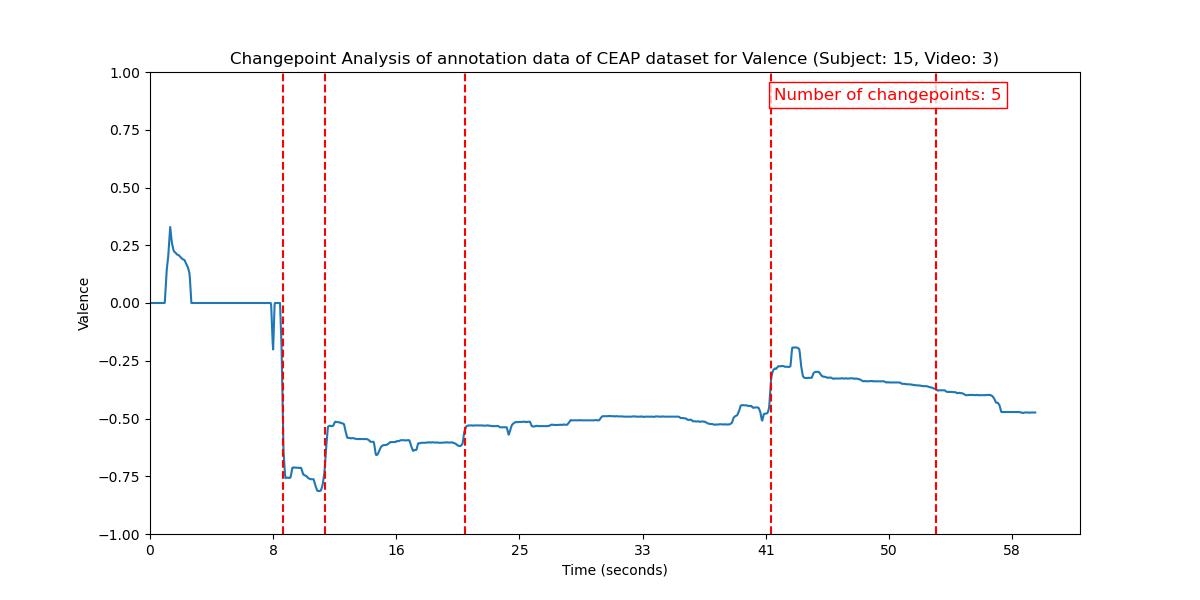 Changepoint Analysis of annotation data of CEAP dataset for Valence (Subject: 15, Video: 3)
Number of changepoints: 5
1.00
0.75
0.50
0.25
0.00
−0.25
−0.50
−0.75
−1.00
Valence
0 8 16 25 33 41 50 58
Time (seconds)